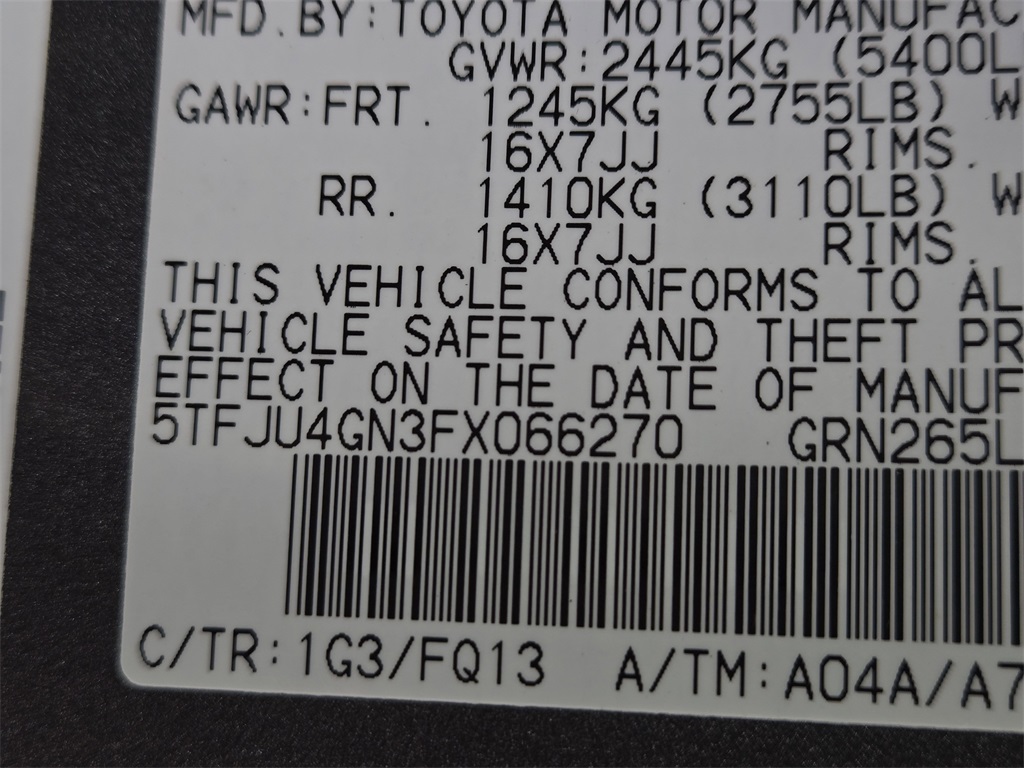 MFD. BY: TOYOTA MOTOR MANUFAC
GVWR: 2445KG (5400L
GAWR: FRT. 1245KG (2755LB) W
16X7JJ RIMS.
RR. 1410KG (3110LB) W
16X7JJ RIMS.
THIS VEHICLE CONFORMS TO AL
VEHICLE SAFETY AND THEFT PR
EFFECT ON THE DATE OF MANUF
5TFJU4GN3FX066270 GRN265L
C/TR: 1G3/FQ13 A/TM: A04A/A7